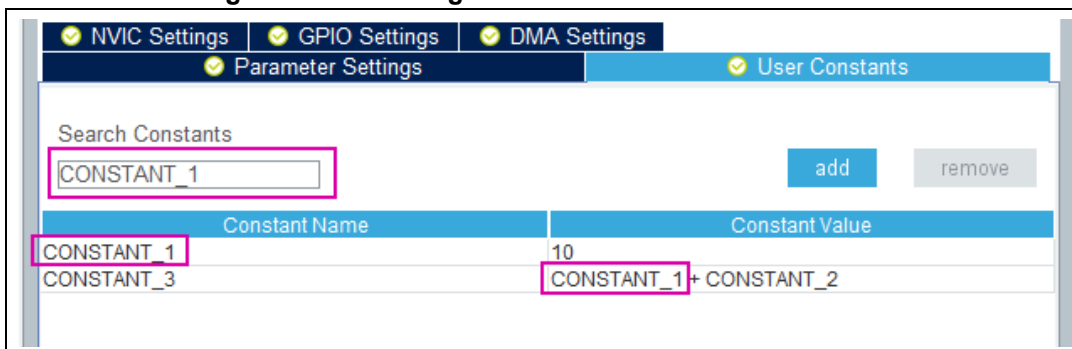 NVIC Settings GPIO Settings DMA Settings
Parameter Settings User Constants
Search Constants
CONSTANT_1 add remove
Constant Name Constant Value
CONSTANT_1 10
CONSTANT_3 CONSTANT_1 + CONSTANT_2